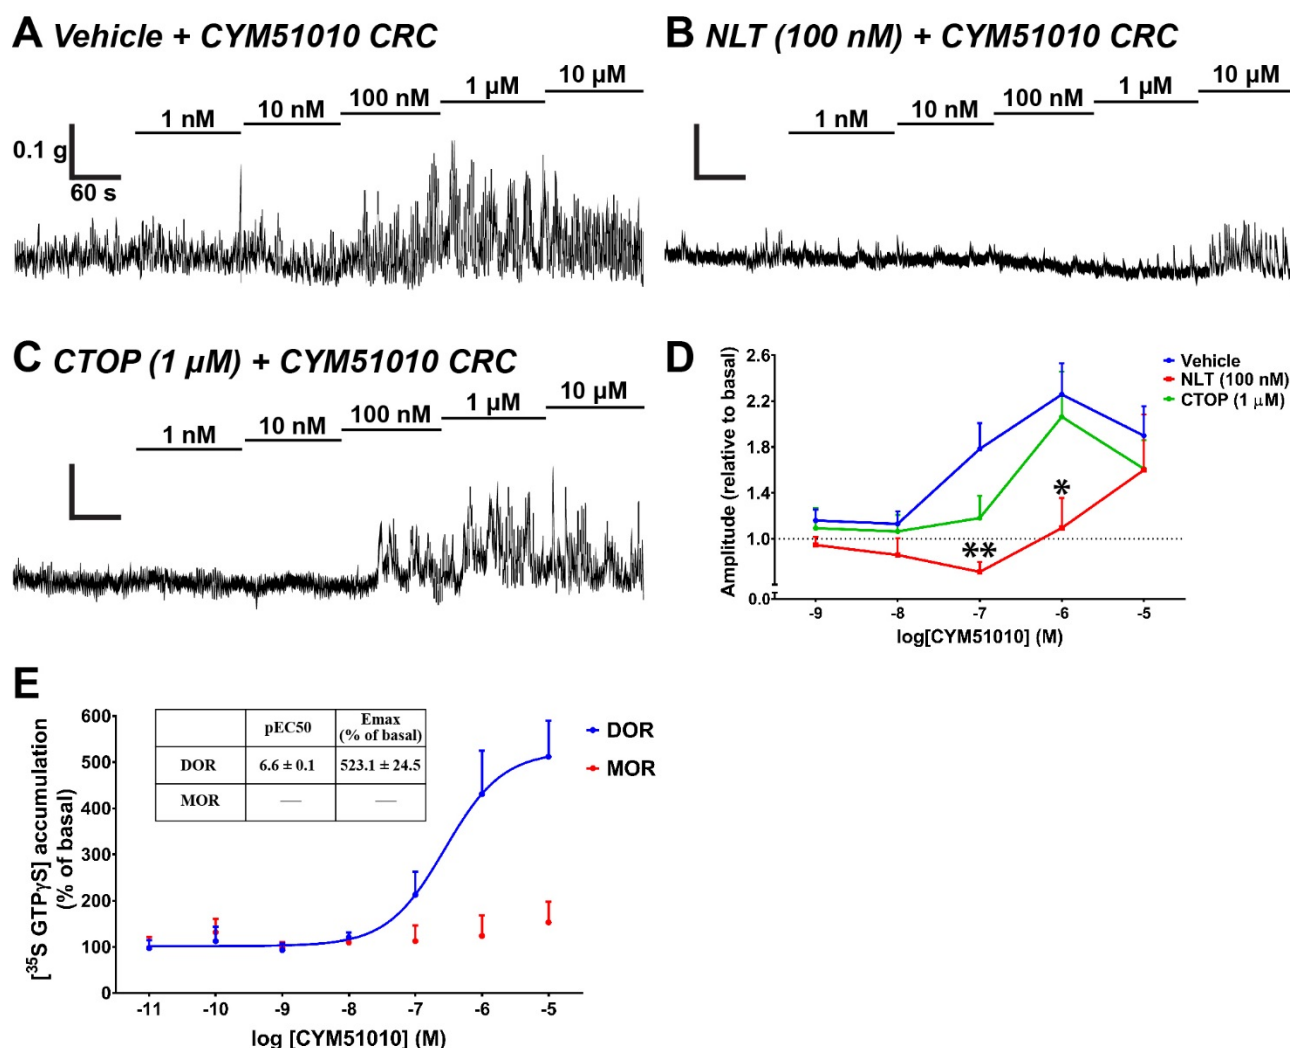 A Vehicle + CYM51010 CRC
1 nM
10 nM
100 nM
1 µM
10 µM
0.1 g
60 s
B NLT (100 nM) + CYM51010 CRC
1 nM
10 nM
100 nM
1 µM
10 µM
C CTOP (1 µM) + CYM51010 CRC
1 nM
10 nM
100 nM
1 µM
10 µM
D
Amplitude (relative to basal)
2.6
2.2
1.8
1.4
1.0
0.0
*
**
-9 -8 -7 -6 -5
log[CYM51010] (M)
Vehicle
NLT (100 nM)
CTOP (1 µM)
E
[³⁵S GTPγS] accumulation
(% of basal)
600
500
400
300
200
100
0
pEC50 Emax
(% of basal)
DOR 6.6 ± 0.1 523.1 ± 24.5
MOR — —
DOR
MOR
-11 -10 -9 -8 -7 -6 -5
log [CYM51010] (M)